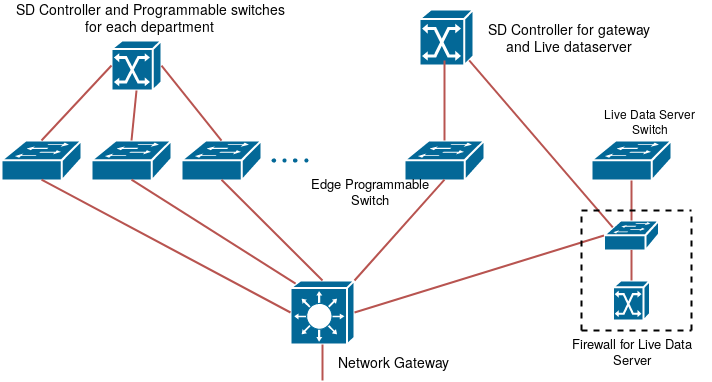 SD Controller and Programmable switches
for each department
SD Controller for gateway
and Live dataserver
Live Data Server
Switch
Edge Programmable
Switch
Firewall for Live Data
Server
Network Gateway